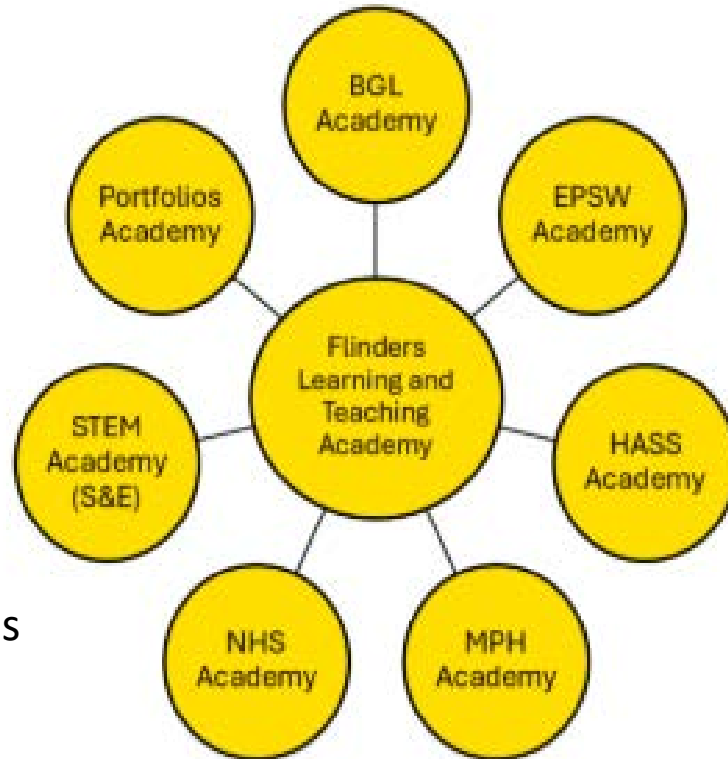 BGL
Academy
EPSW
Academy
HASS
Academy
MPH
Academy
NHS
Academy
STEM
Academy
(S&E)
Portfolios
Academy
Flinders
Learning and
Teaching
Academy
s